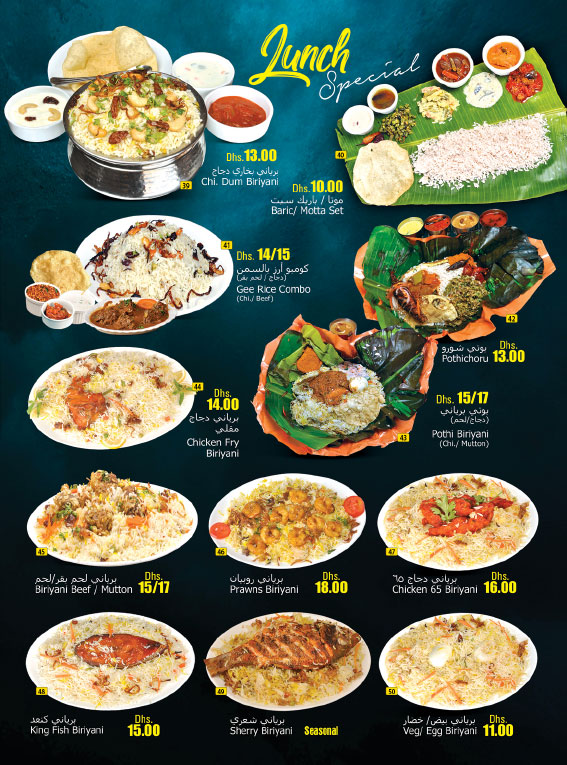 Lunch
Special
Dhs. 13.00
برياني بخاري دجاج
Chi. Dum Biriyani
39
40
Dhs. 10.00
موتا / باريك سيت
Baric/ Motta Set
41
Dhs. 14/15
كومبو ارز بالسمن
(دجاج / لحم بقر)
Gee Rice Combo
(Chi./ Beef)
42
بوتي شورو
Pothichoru
Dhs.
13.00
44
Dhs.
14.00
برياني دجاج
مقلي
Chicken Fry
Biriyani
43
Dhs. 15/17
بوتي برياني
(دجاج/لحم)
Pothi Biriyani
(Chi./ Mutton)
45
برياني لحم بقر/لحم
Biriyani Beef / Mutton
Dhs.
15/17
46
برياني روبيان
Prawns Biriyani
Dhs.
18.00
47
برياني دجاج ٦٥
Chicken 65 Biriyani
Dhs.
16.00
48
برياني كنعد
King Fish Biriyani
Dhs.
15.00
49
برياني شعري
Sherry Biriyani
Seasonal
50
برياني بيض/ خضار
Veg/ Egg Biriyani
Dhs.
11.00